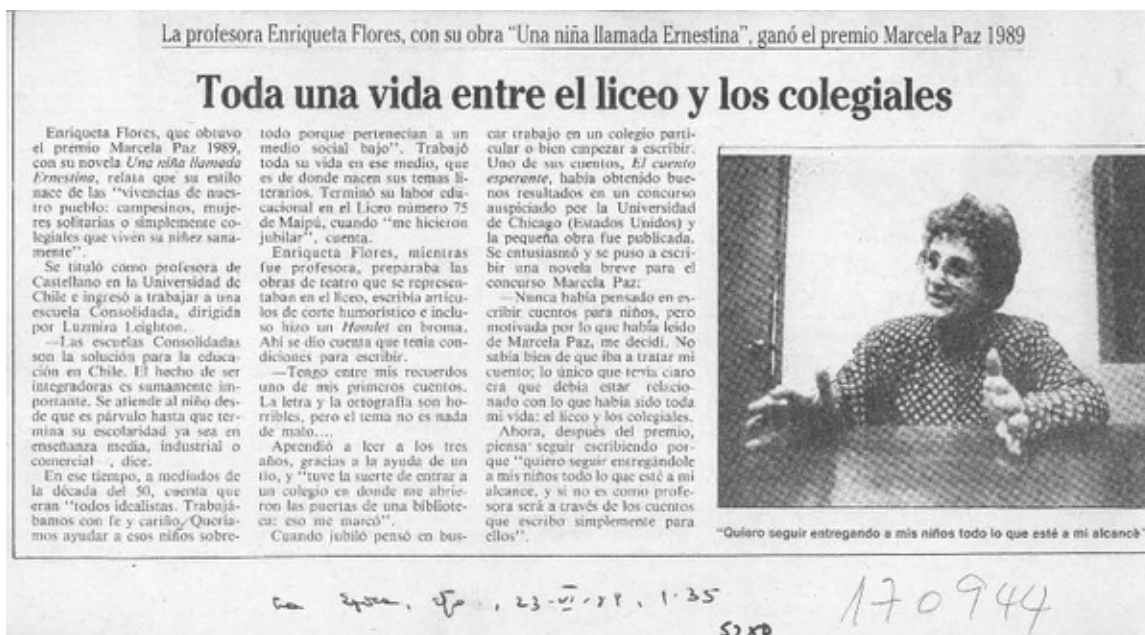 La profesora Enriqueta Flores, con su obra "Una niña llamada Ernestina", ganó el premio Marcela Paz 1989
Toda una vida entre el liceo y los colegiales
Enriqueta Flores, que obtuvo
el premio Marcela Paz 1989,
con su novela Una niña llamada
Ernestina, relata que su estilo
nace de las "vivencias de nues-
tro pueblo: campesinos, muje-
res solitarias o simplemente co-
legiales que viven su niñez sana-
mente".
Se tituló como profesora de
Castellano en la Universidad de
Chile e ingresó a trabajar a una
escuela Consolidada, dirigida
por Luzmira Leighton.
—Las escuelas Consolidadas
son la solución para la educa-
ción en Chile. El hecho de ser
integradoras es sumamente im-
portante. Se atiende al niño des-
de que es párvulo hasta que ter-
mina su escolaridad ya sea en
enseñanza media, industrial o
comercial —, dice.
En ese tiempo, a mediados de
la década del 50, cuenta que
eran "todos idealistas. Trabajá-
bamos con fe y cariño. Quería-
mos ayudar a esos niños sobre-
todo porque pertenecían a un
medio social bajo". Trabajó
toda su vida en ese medio, que
es de donde nacen sus temas li-
terarios. Terminó su labor edu-
cacional en el Liceo número 75
de Maipú, cuando "me hicieron
jubilar", cuenta.
Enriqueta Flores, mientras
fue profesora, preparaba las
obras de teatro que se represen-
taban en el liceo, escribía artícu-
los de corte humorístico e inclu-
so hizo un Hamlet en broma.
Ahí se dio cuenta que tenía con-
diciones para escribir.
—Tengo entre mis recuerdos
uno de mis primeros cuentos.
La letra y la ortografía son ho-
rribles, pero el tema no es nada
de malo....
Aprendió a leer a los tres
años, gracias a la ayuda de un
tío, y "tuve la suerte de entrar a
un colegio en donde me abrie-
ron las puertas de una bibliote-
ca: eso me marcó".
Cuando jubiló pensó en bus-
car trabajo en un colegio parti-
cular o bien empezar a escribir.
Uno de sus cuentos, El cuento
esperante, había obtenido bue-
nos resultados en un concurso
auspiciado por la Universidad
de Chicago (Estados Unidos) y
la pequeña obra fue publicada.
Se entusiasmó y se puso a escri-
bir una novela breve para el
concurso Marcela Paz:
—Nunca había pensado en es-
cribir cuentos para niños, pero
motivada por lo que había leído
de Marcela Paz, me decidí. No
sabía bien de que iba a tratar mi
cuento; lo único que tenía claro
era que debía estar relacio-
nado con lo que había sido toda
mi vida: el liceo y los colegiales.
Ahora, después del premio,
piensa seguir escribiendo por-
que "quiero seguir entregándole
a mis niños todo lo que esté a mi
alcance, y si no es como profe-
sora será a través de los cuentos
que escribo simplemente para
ellos".
"Quiero seguir entregando a mis niños todo lo que esté a mi alcance"
23-VI-89
170944